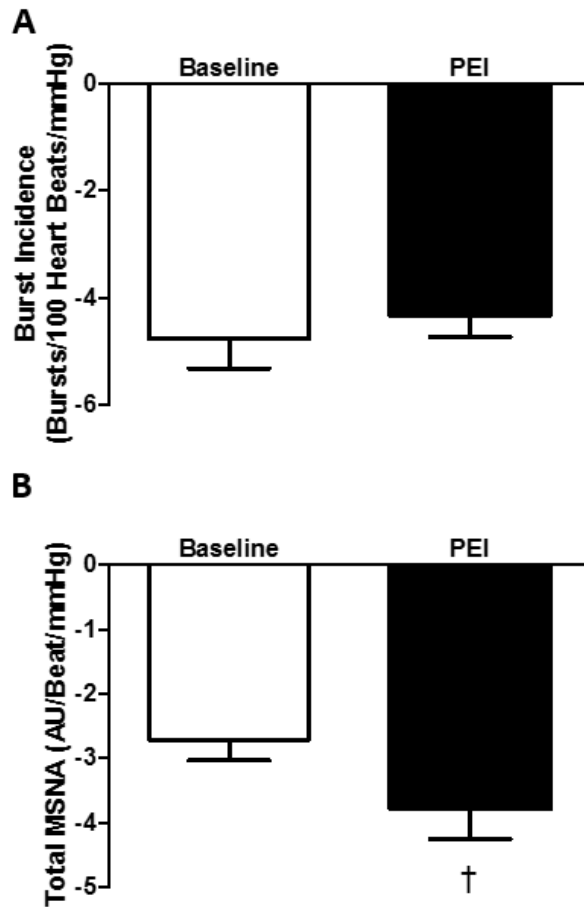 A
Baseline PEI
0
-2
-4
-6
Burst Incidence
(Bursts/100 Heart Beats/mmHg)
B
Baseline PEI
0
-1
-2
-3
-4
-5
Total MSNA (AU/Beat/mmHg)
†